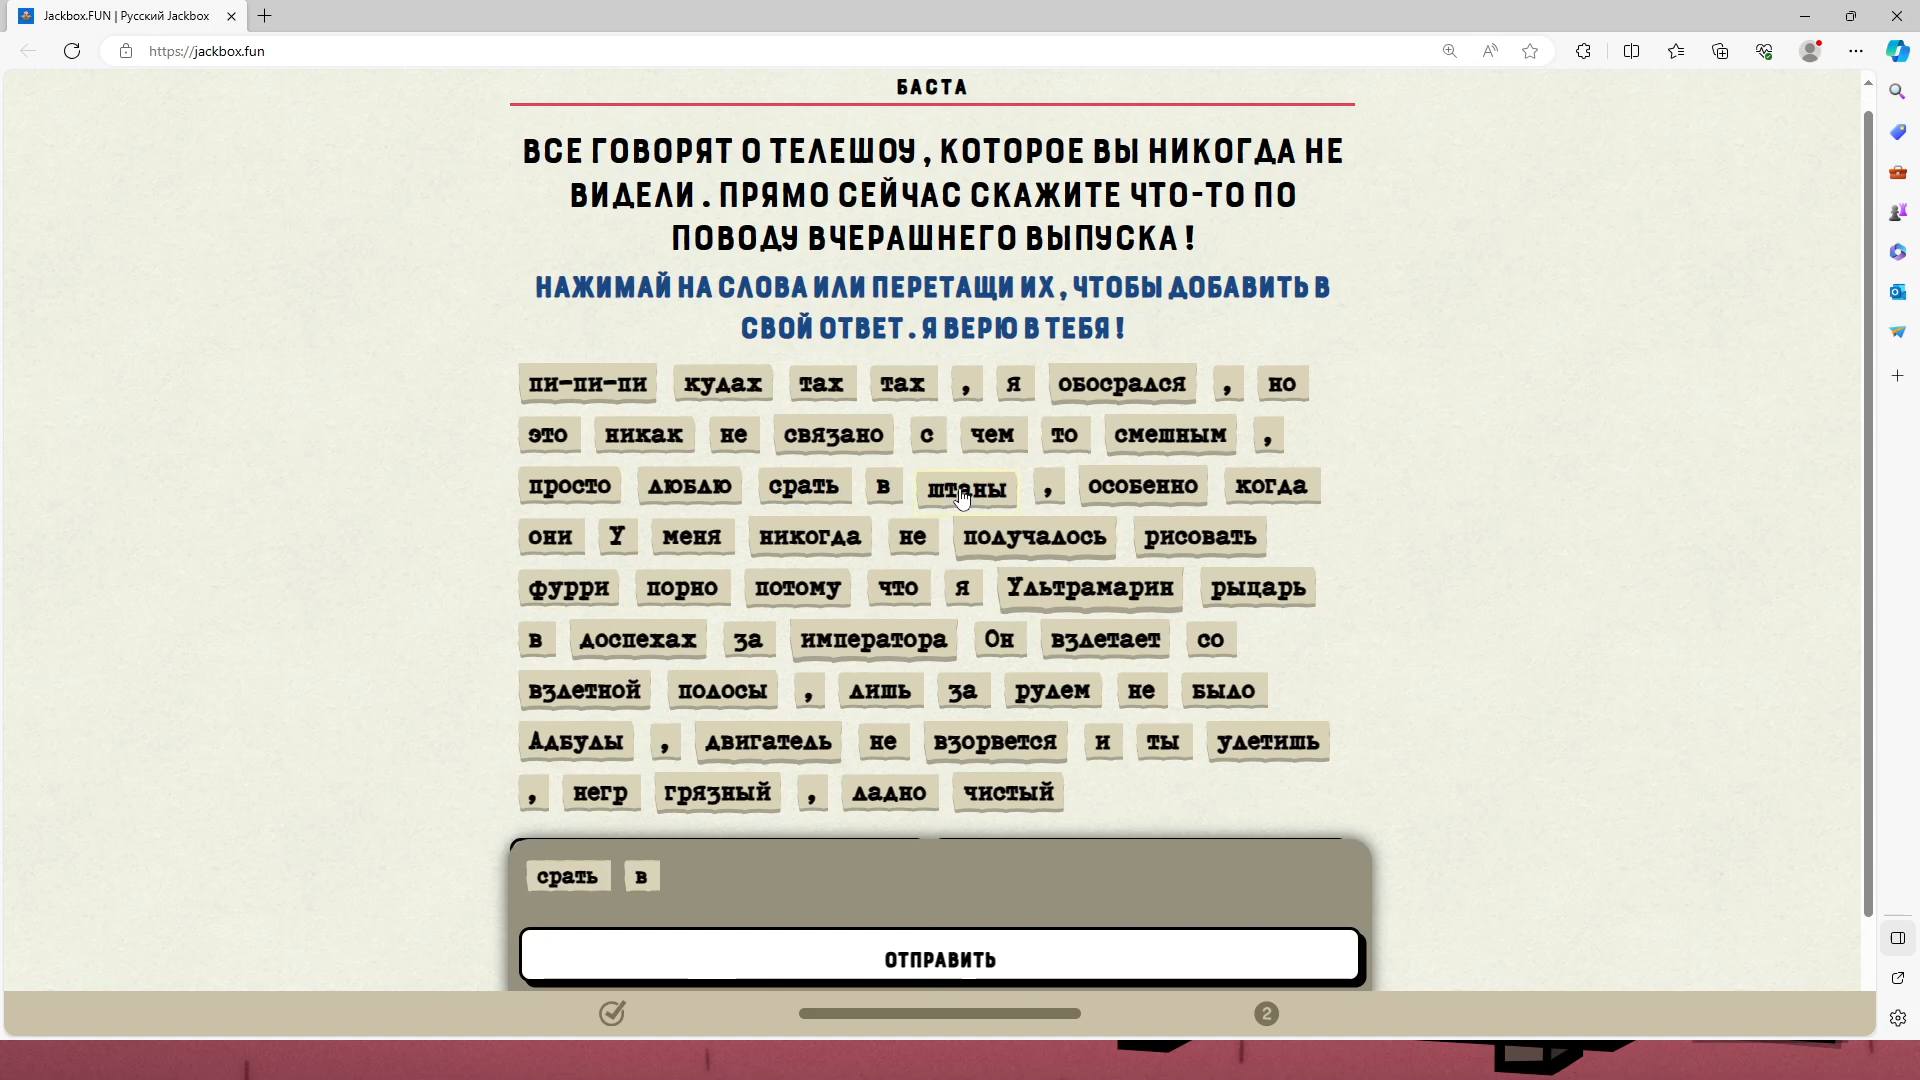 Jackbox.FUN | Русский Jackbox
https://jackbox.fun
БАСТА
ВСЕ ГОВОРЯТ О ТЕЛЕШОУ, КОТОРОЕ ВЫ НИКОГДА НЕ
ВИДЕЛИ. ПРЯМО СЕЙЧАС СКАЖИТЕ ЧТО-ТО ПО
ПОВОДУ ВЧЕРАШНЕГО ВЫПУСКА!
НАЖИМАЙ НА СЛОВА ИЛИ ПЕРЕТАЩИ ИХ, ЧТОБЫ ДОБАВИТЬ В
СВОЙ ОТВЕТ. Я ВЕРЮ В ТЕБЯ!
пи-пи-пи кудах тах тах , я обосрался , но
это никак не связано с чем то смешным ,
просто люблю срать в штаны , особенно когда
они У меня никогда не получалось рисовать
фурри порно потому что я Ультрамарин рыцарь
в доспехах за императора Он взлетает со
взлетной полосы , лишь за рулем не было
Адбулы , двигатель не взорвется и ты улетишь
, негр грязный , ладно чистый
срать в
ОТПРАВИТЬ
2